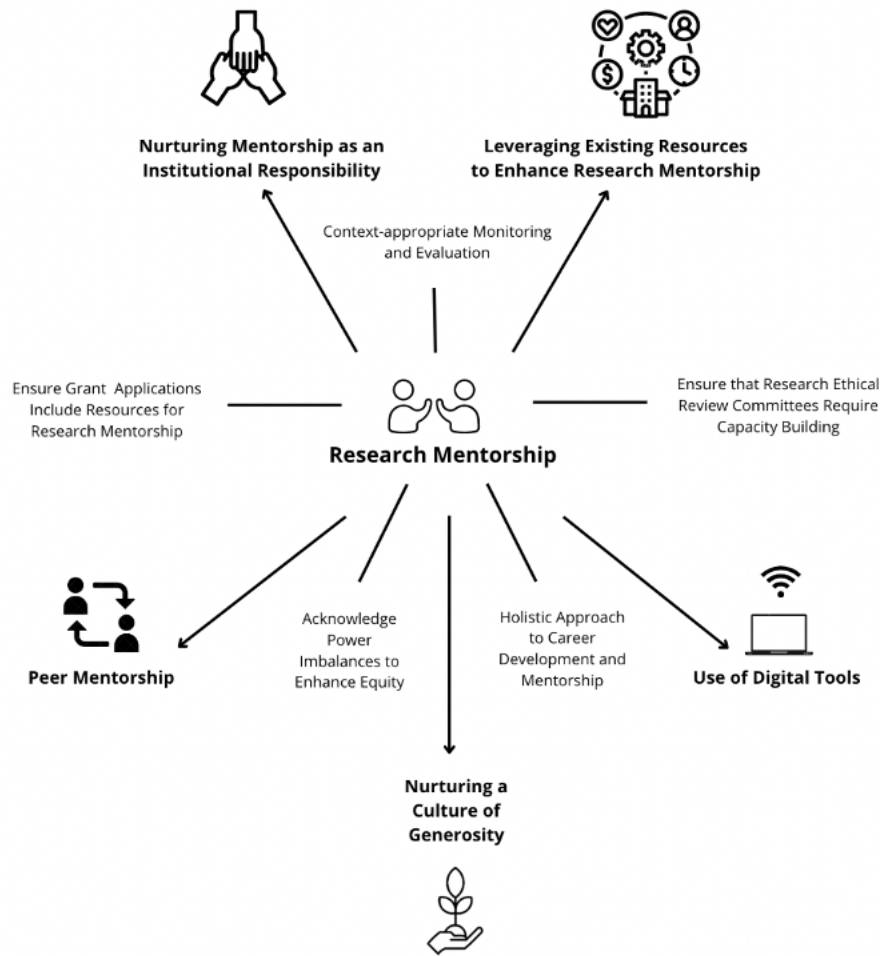 Nurturing Mentorship as an
Institutional Responsibility
Leveraging Existing Resources
to Enhance Research Mentorship
Context-appropriate Monitoring
and Evaluation
Ensure Grant Applications
Include Resources for
Research Mentorship
Ensure that Research Ethical
Review Committees Require
Capacity Building
Research Mentorship
Peer Mentorship
Acknowledge
Power
Imbalances to
Enhance Equity
Holistic Approach
to Career
Development and
Mentorship
Use of Digital Tools
Nurturing a
Culture of
Generosity
$